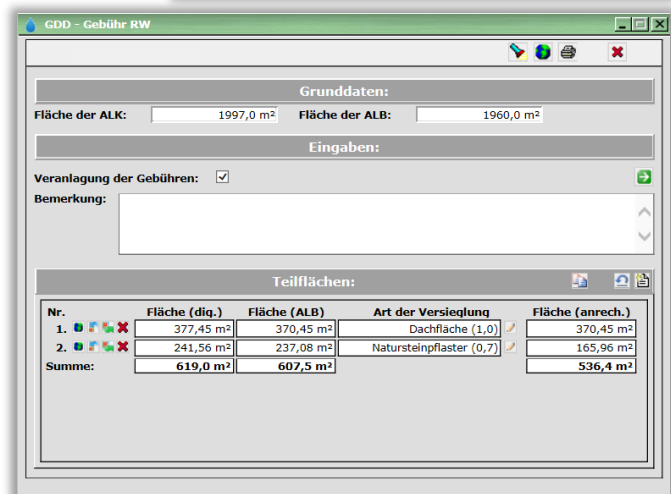 GDD - Gebühr RW
Grunddaten:
Fläche der ALK: 1997,0 m² Fläche der ALB: 1960,0 m²
Eingaben:
Veranlagung der Gebühren:
Bemerkung:
Teilflächen:
Nr. Fläche (dig.) Fläche (ALB) Art der Versieglung Fläche (anrech.)
1. 377,45 m² 370,45 m² Dachfläche (1,0) 370,45 m²
2. 241,56 m² 237,08 m² Natursteinpflaster (0,7) 165,96 m²
Summe: 619,0 m² 607,5 m² 536,4 m²